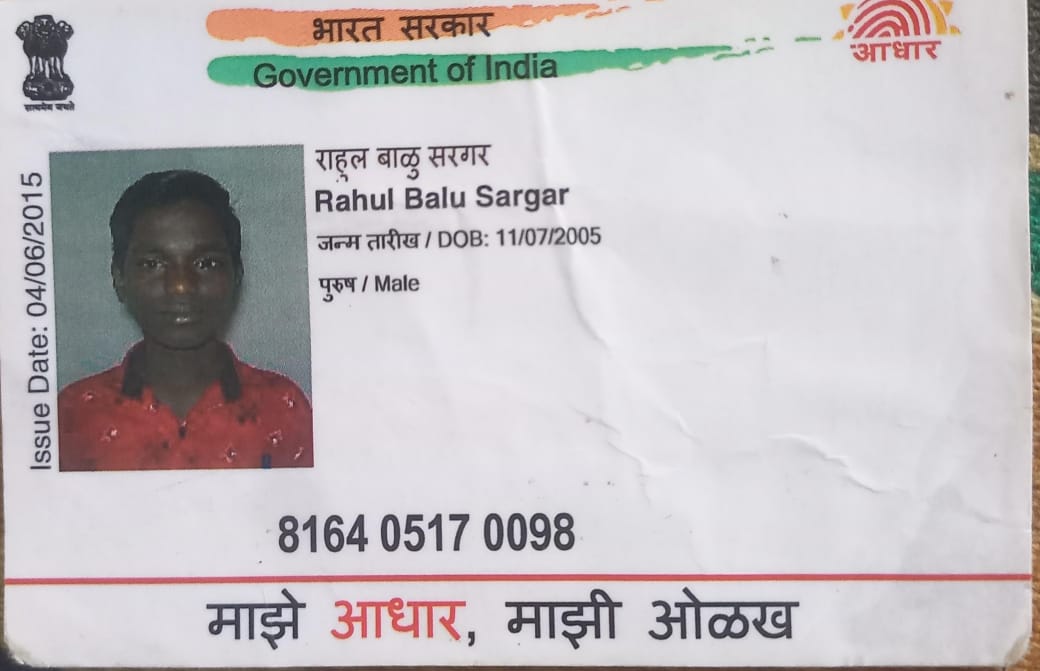 भारत सरकार
Government of India
आधार
सत्यमेव जयते
Issue Date: 04/06/2015
राहूल बाळु सरगर
Rahul Balu Sargar
जन्म तारीख / DOB: 11/07/2005
पुरुष / Male
8164 0517 0098
माझे आधार, माझी ओळख